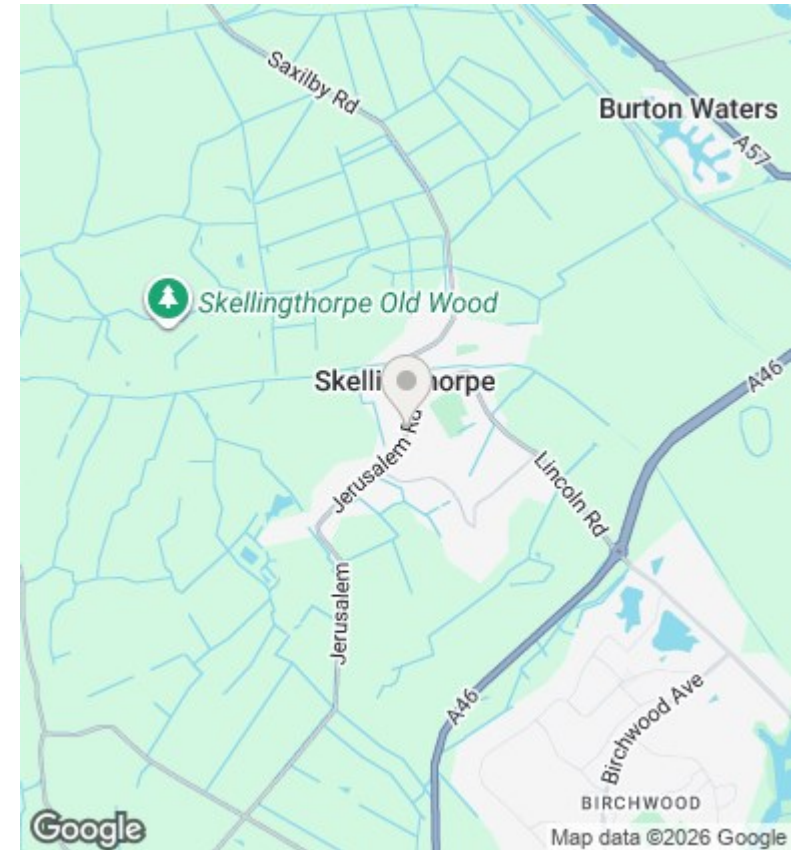 Saxilby Rd
Burton Waters
A57
Skellingthorpe Old Wood
Skelli
horpe
A46
Jerusalem Rd
Lincoln Rd
Jerusalem
A46
Birchwood Ave
BIRCHWOOD
Google
Map data ©2026 Google